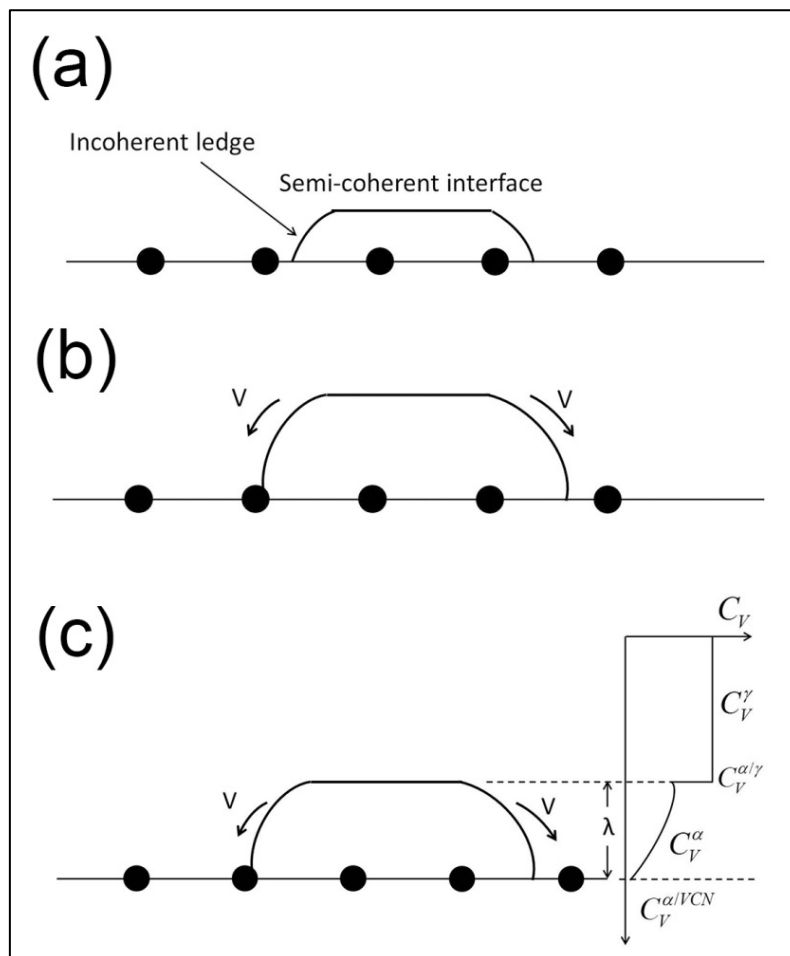 (a)
Incoherent ledge
Semi-coherent interface
(b)
V V
(c)
C_V
C_V^γ
C_V^{α/γ}
V V λ
C_V^α
C_V^{α/VCN}